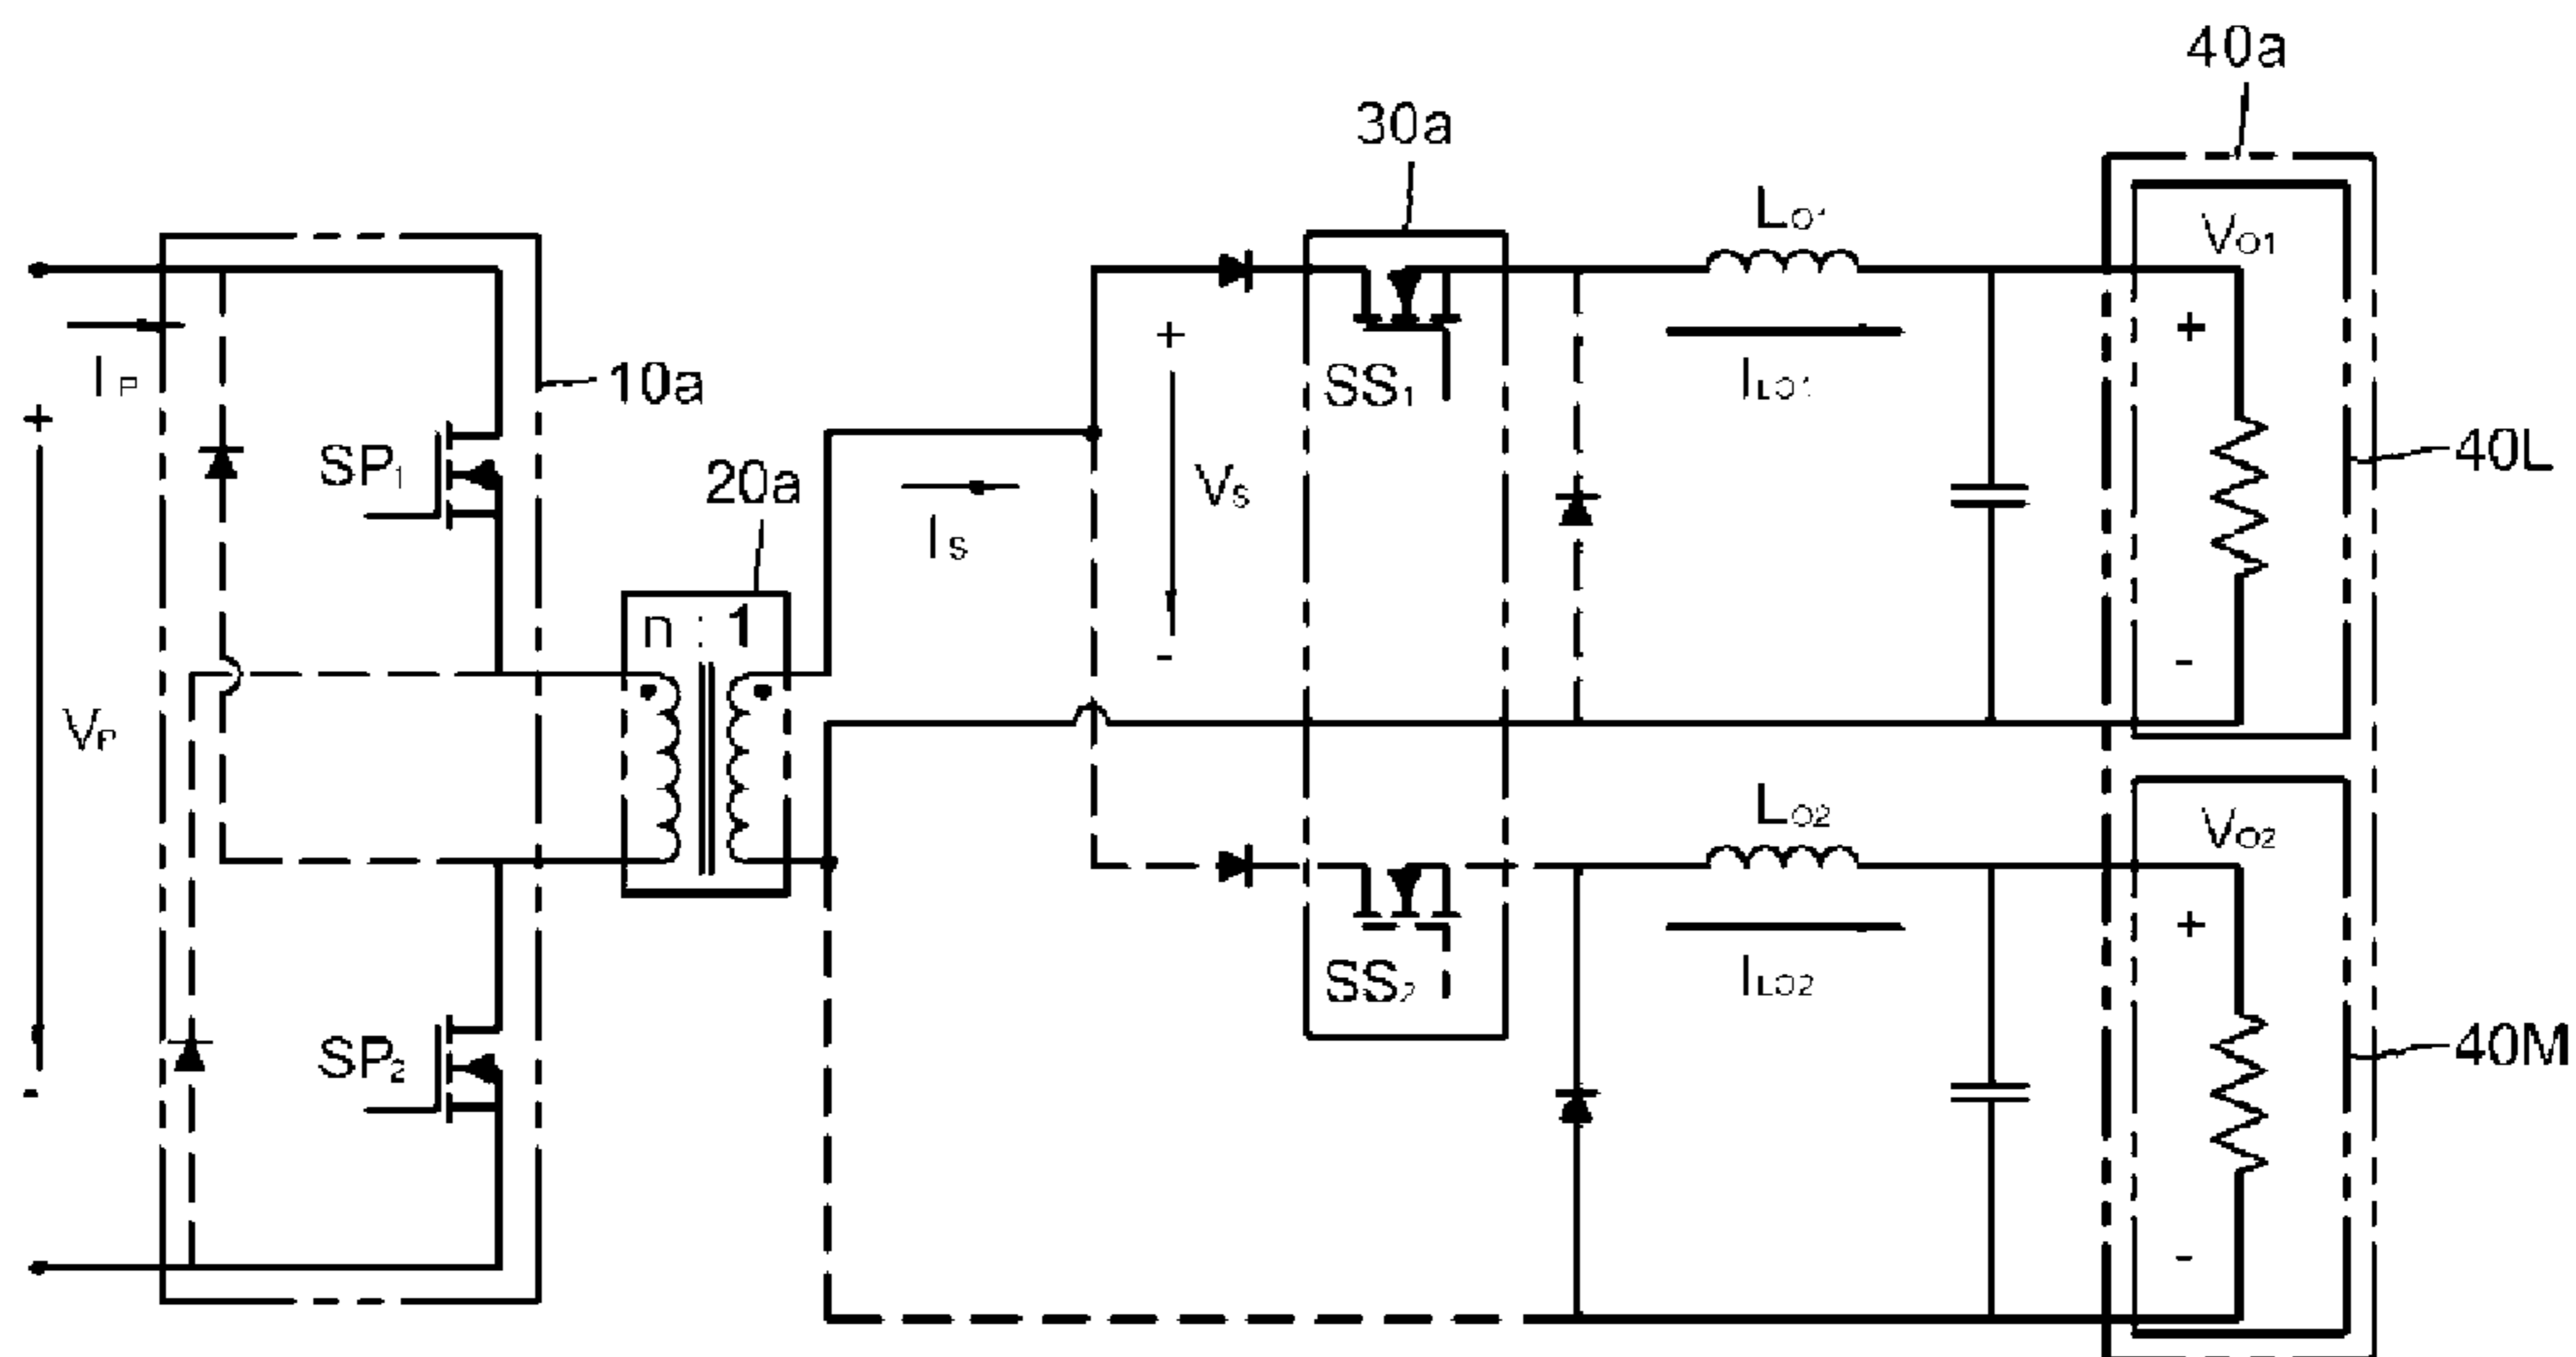 40a
30a
LO1
VO1
+
IP
10a
+
SS1
ILO1
+
SP1
20a
VS
40L
IS
n : 1
-
-
VP
LO2
VO2
+
SP2
SS2
ILO2
40M
-
-